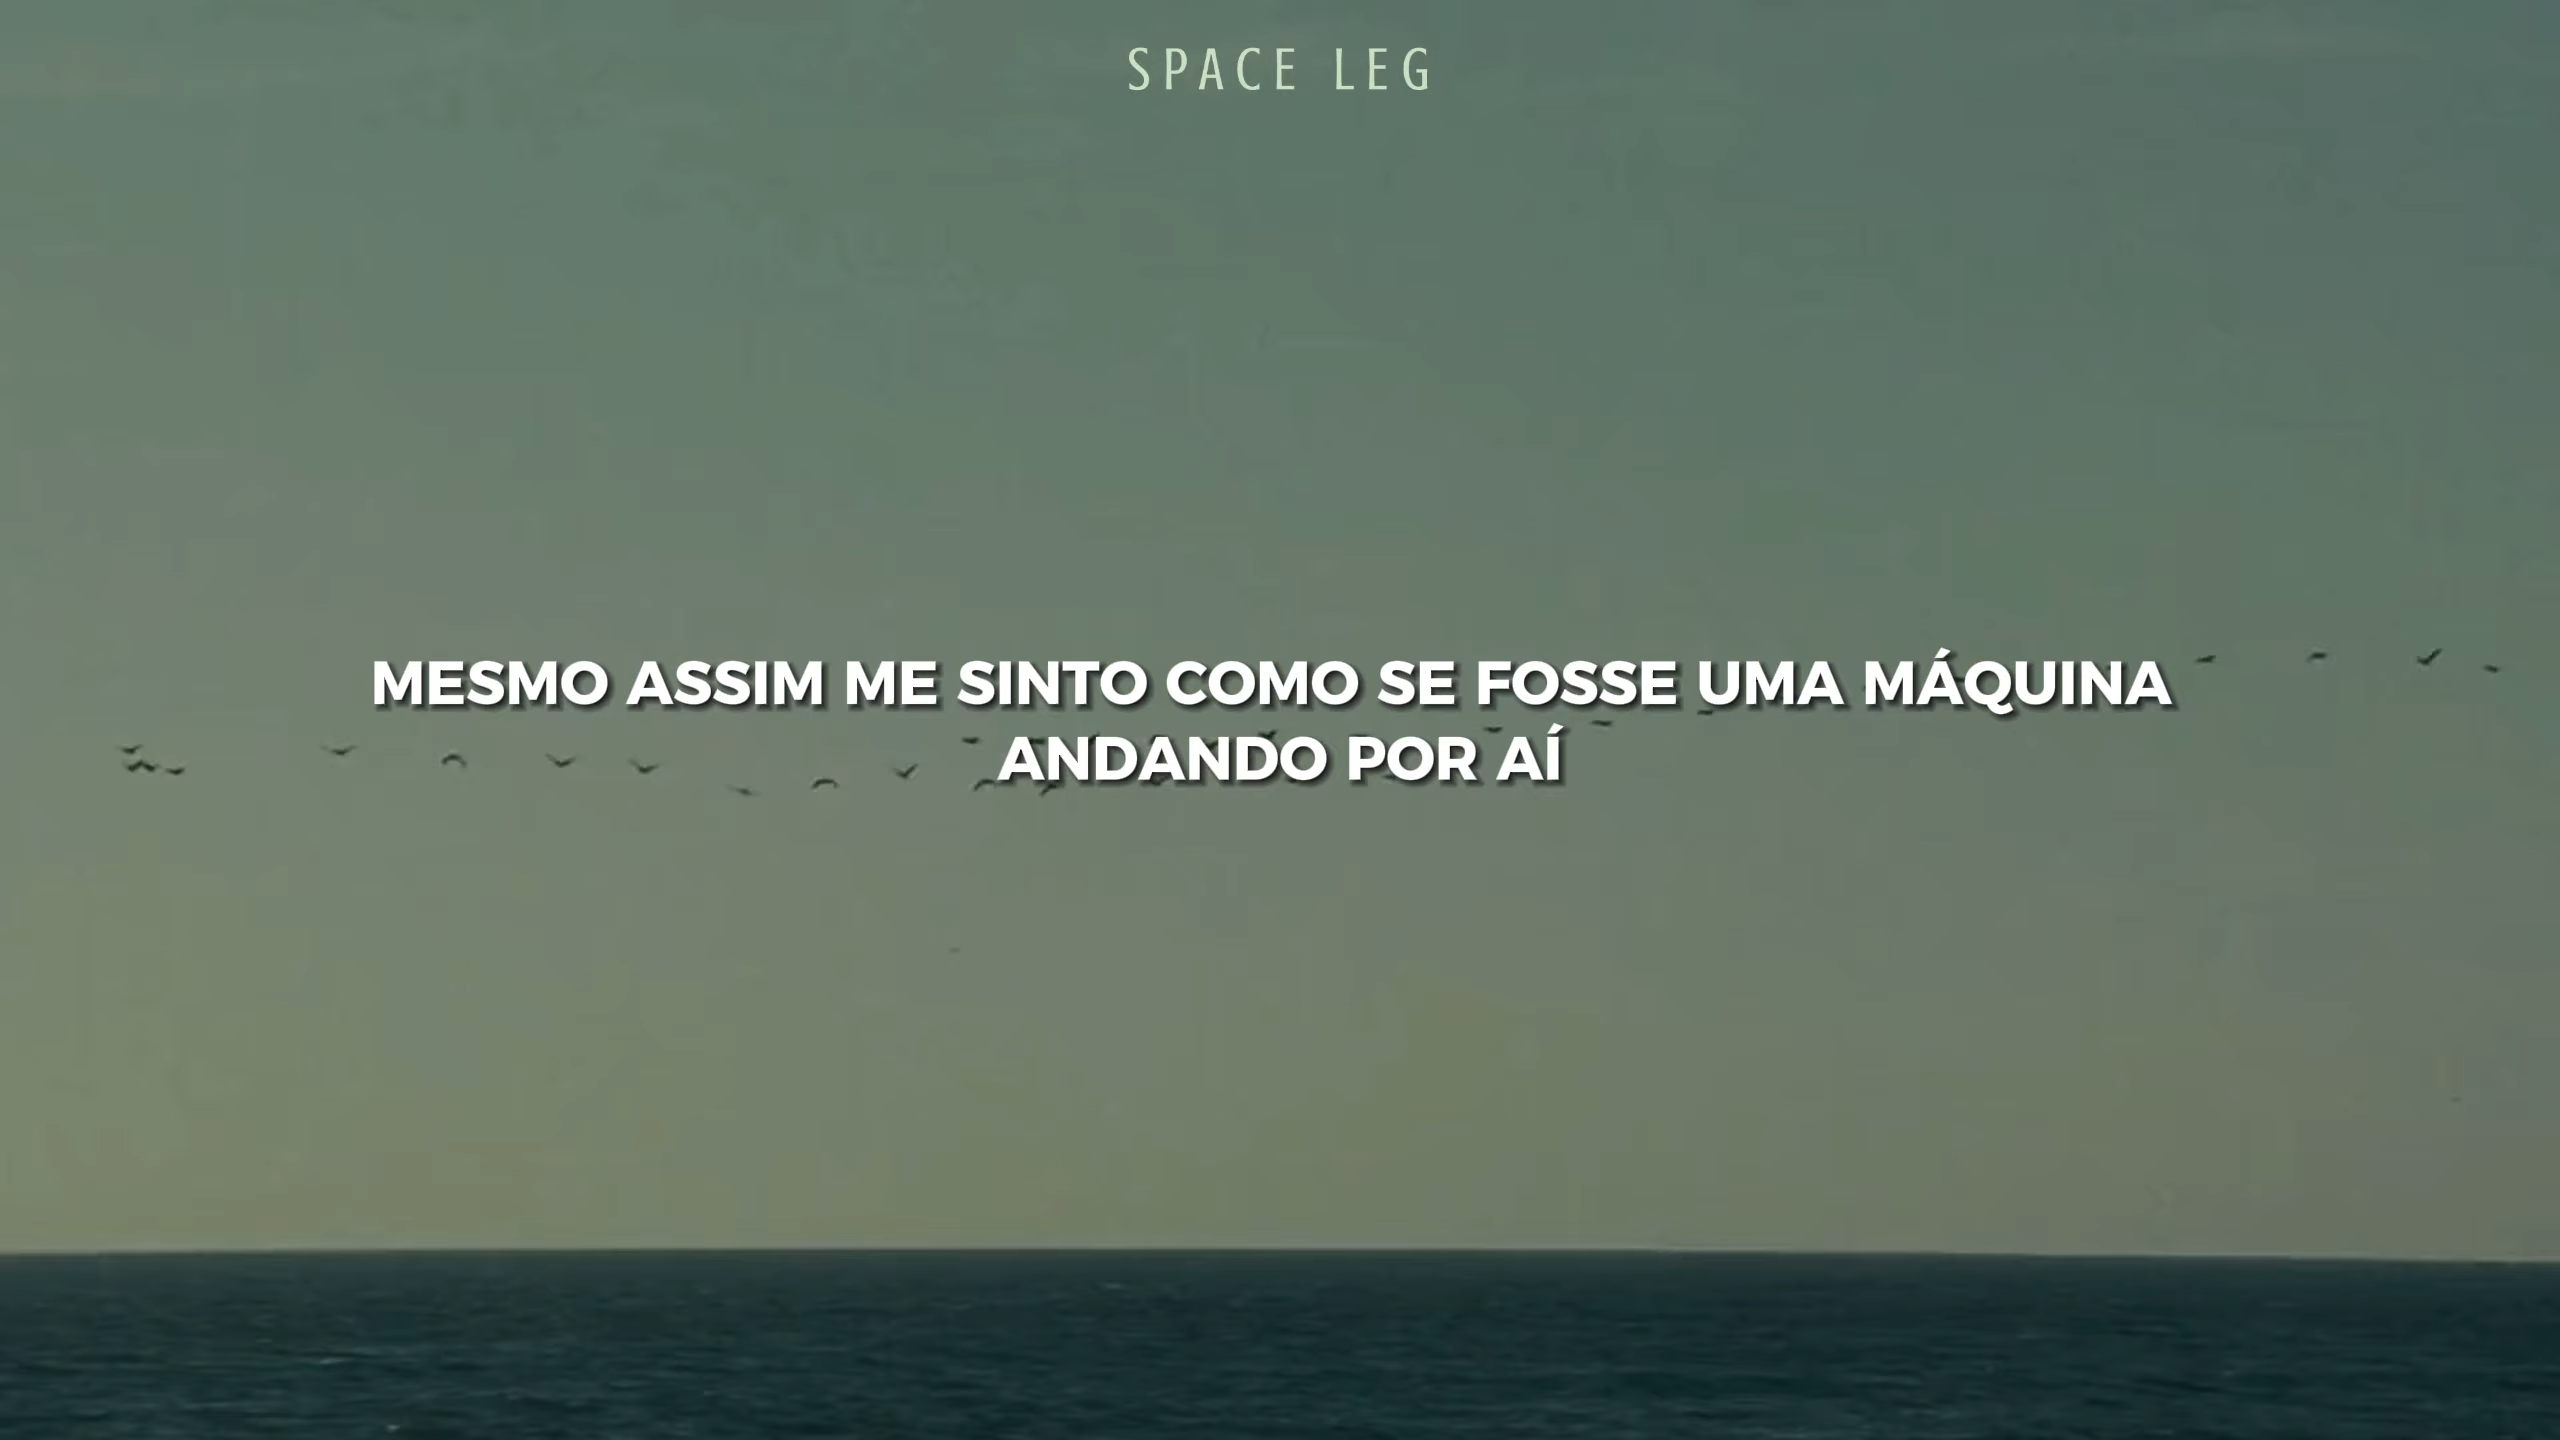 SPACE LEG
MESMO ASSIM ME SINTO COMO SE FOSSE UMA MÁQUINA
ANDANDO POR AÍ